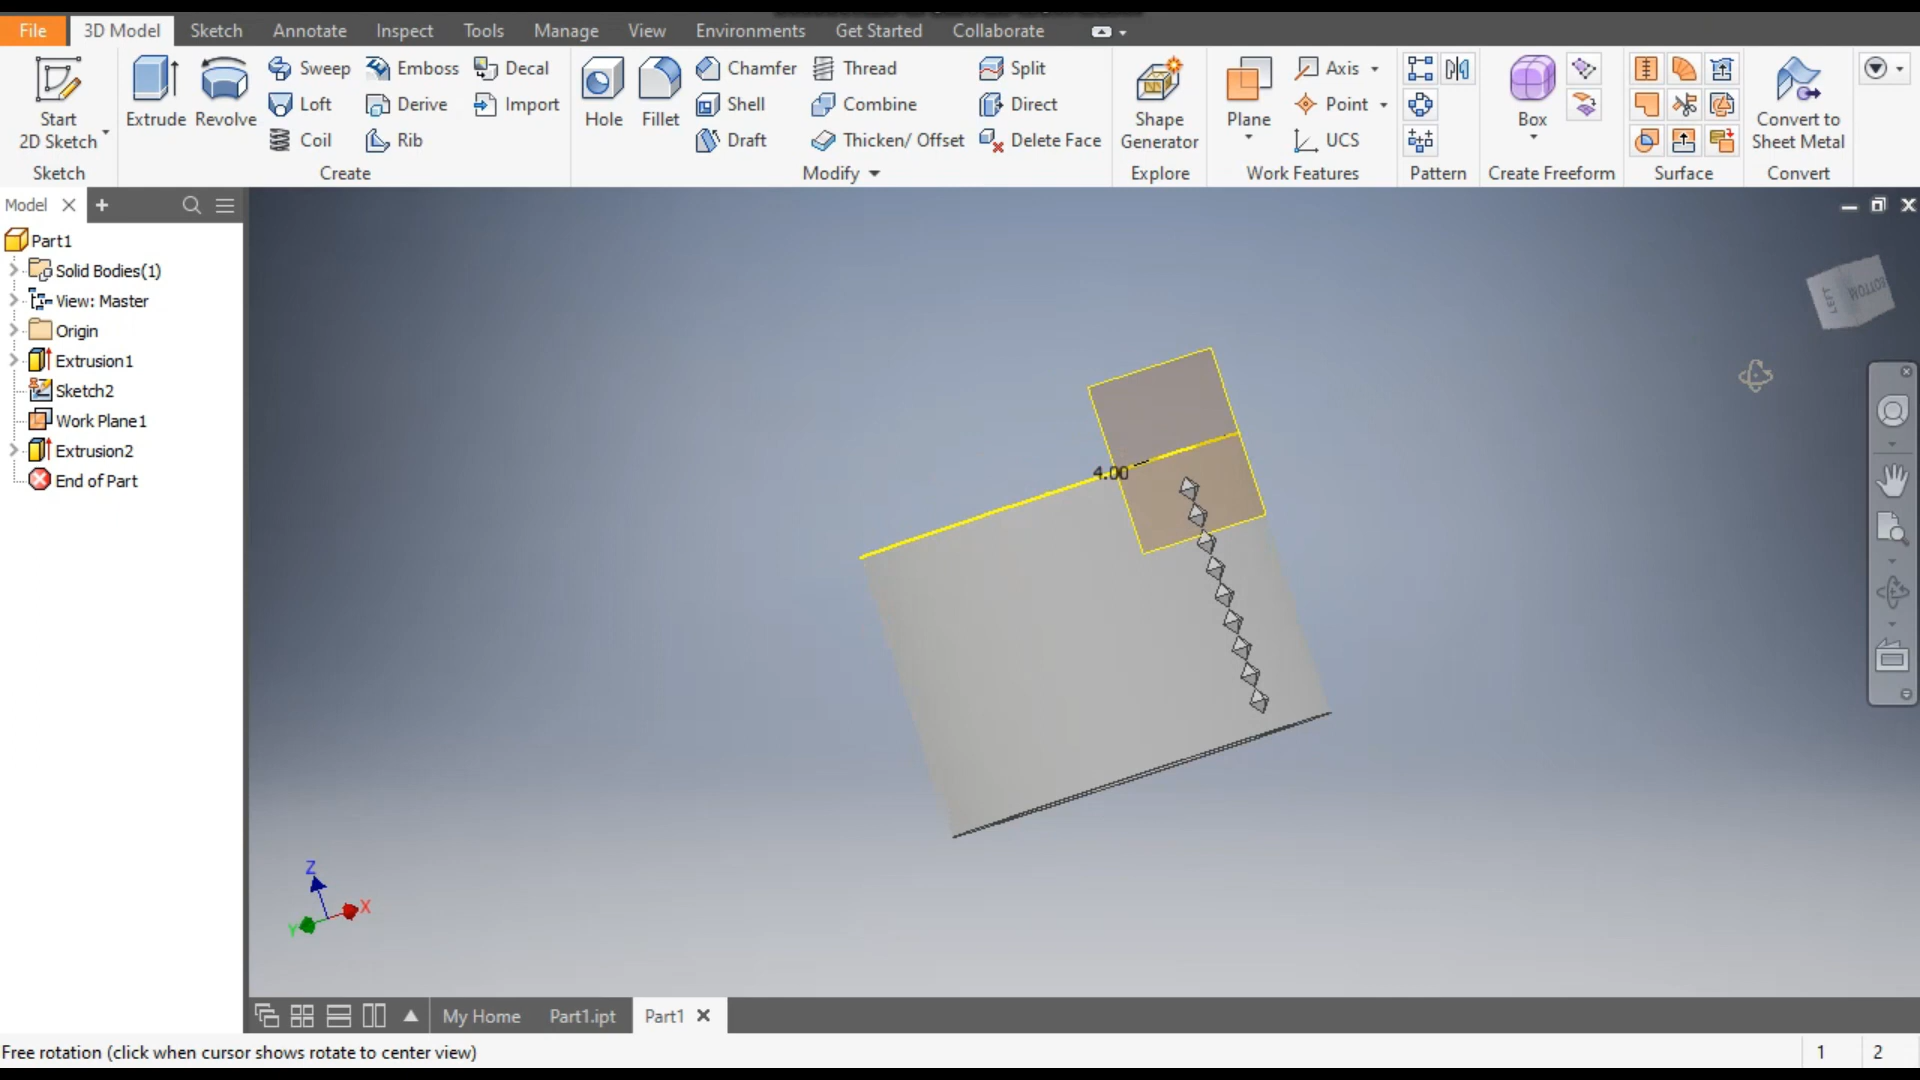 File
3D Model
Sketch
Annotate
Inspect
Tools
Manage
View
Environments
Get Started
Collaborate
Start
2D Sketch
Extrude
Revolve
Sweep
Loft
Coil
Emboss
Derive
Rib
Decal
Import
Hole
Fillet
Chamfer
Shell
Draft
Thread
Combine
Thicken/ Offset
Split
Direct
Delete Face
Shape
Generator
Plane
Axis
Point
UCS
Box
Convert to
Sheet Metal
Sketch
Create
Modify
Explore
Work Features
Pattern
Create Freeform
Surface
Convert
Model
Part1
Solid Bodies(1)
View: Master
Origin
Extrusion1
Sketch2
Work Plane1
Extrusion2
End of Part
LEFT
BOTTOM
4.00
Z
X
Y
My Home
Part1.ipt
Part1
Free rotation (click when cursor shows rotate to center view)
1
2